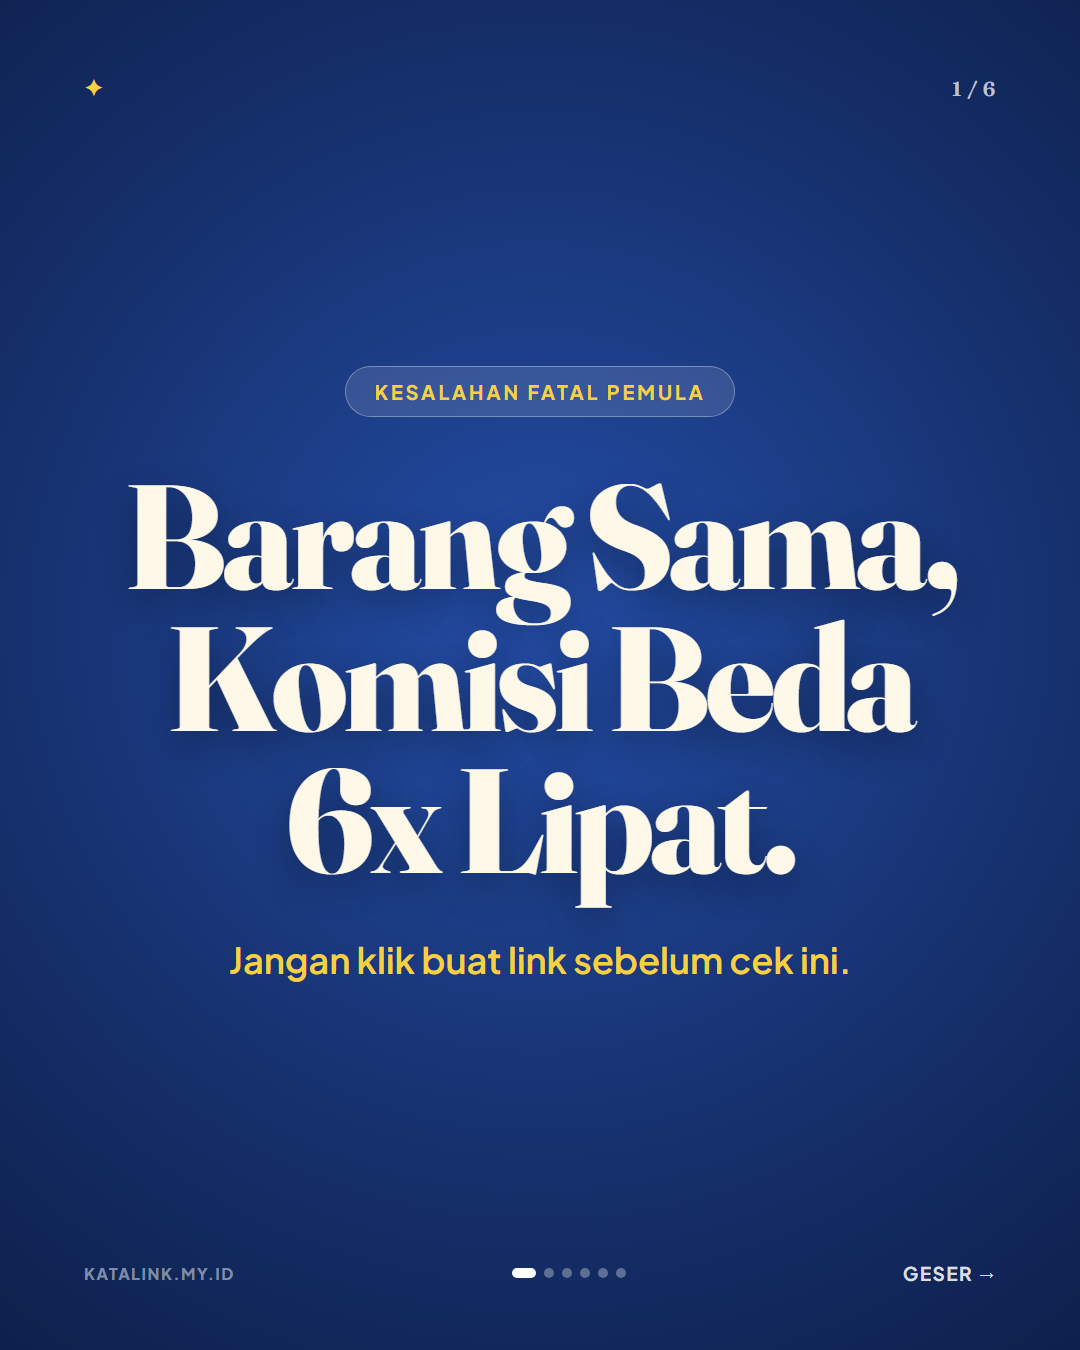 ✦
1 / 6
KESALAHAN FATAL PEMULA
Barang Sama,
Komisi Beda
6x Lipat.
Jangan klik buat link sebelum cek ini.
KATALINK.MY.ID
GESER →